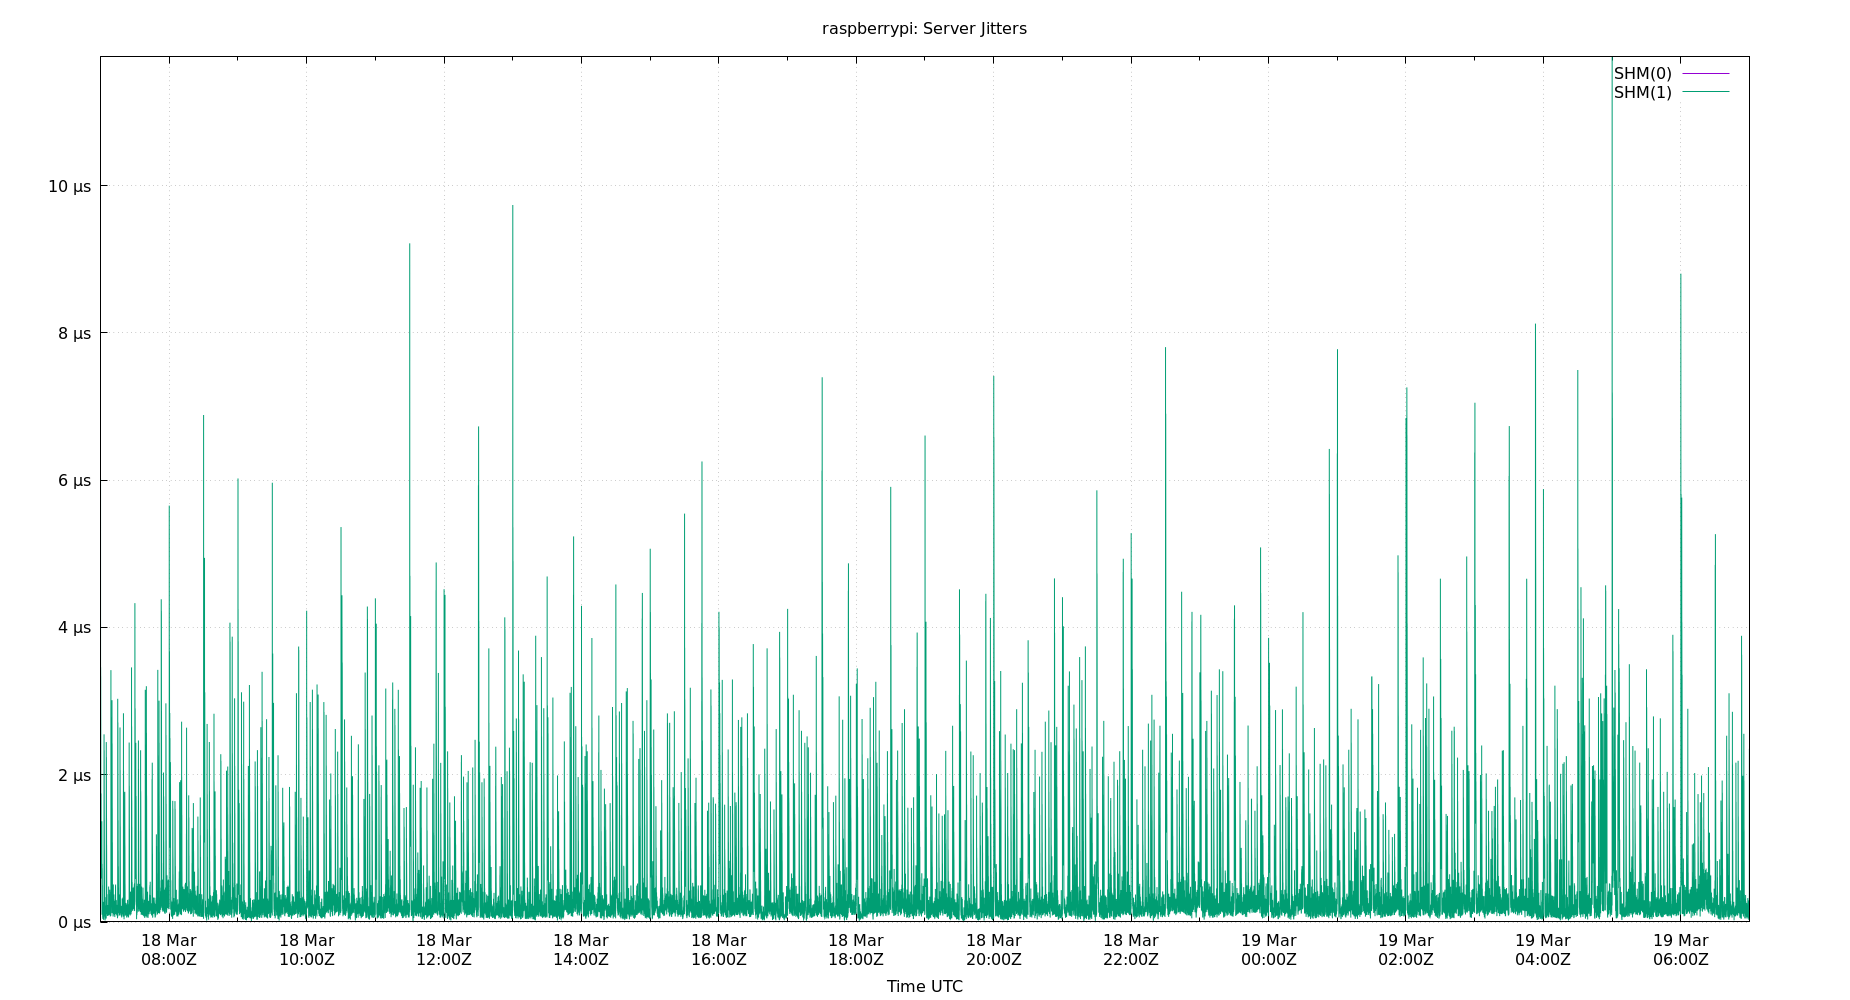 raspberrypi: Server Jitters
SHM(0)
SHM(1)
10 µs
8 µs
6 µs
4 µs
2 µs
0 µs
18 Mar 18 Mar 18 Mar 18 Mar 18 Mar 18 Mar 18 Mar 18 Mar 19 Mar 19 Mar 19 Mar 19 Mar
08:00Z 10:00Z 12:00Z 14:00Z 16:00Z 18:00Z 20:00Z 22:00Z 00:00Z 02:00Z 04:00Z 06:00Z
Time UTC